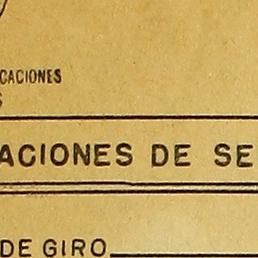 CACIONES
S
ACIONES DE SE
DE GIRO